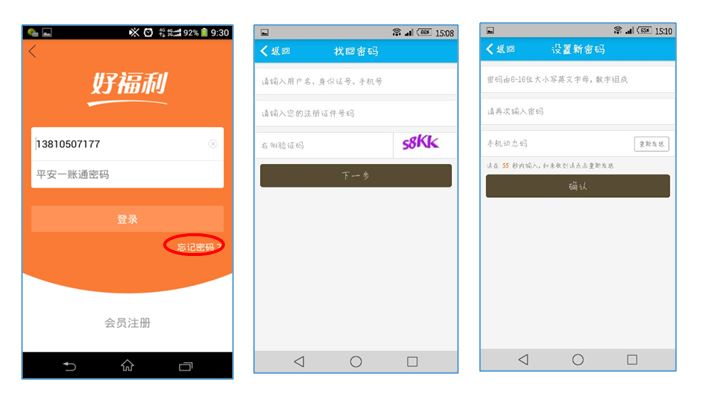 92% 9:30
好福利
13810507177
平安一账通密码
登录
忘记密码?
会员注册
15:08
返回 找回密码
请输入用户名，身份证号，手机号
请输入您的注册证件号码
右侧验证码 S8KK
下一步
15:10
返回 设置新密码
密码由6-16位大小写英文字母，数字组成
请再次输入密码
手机动态码 重新发送
请在 55 秒内输入，如未收到请点击重新发送
确认